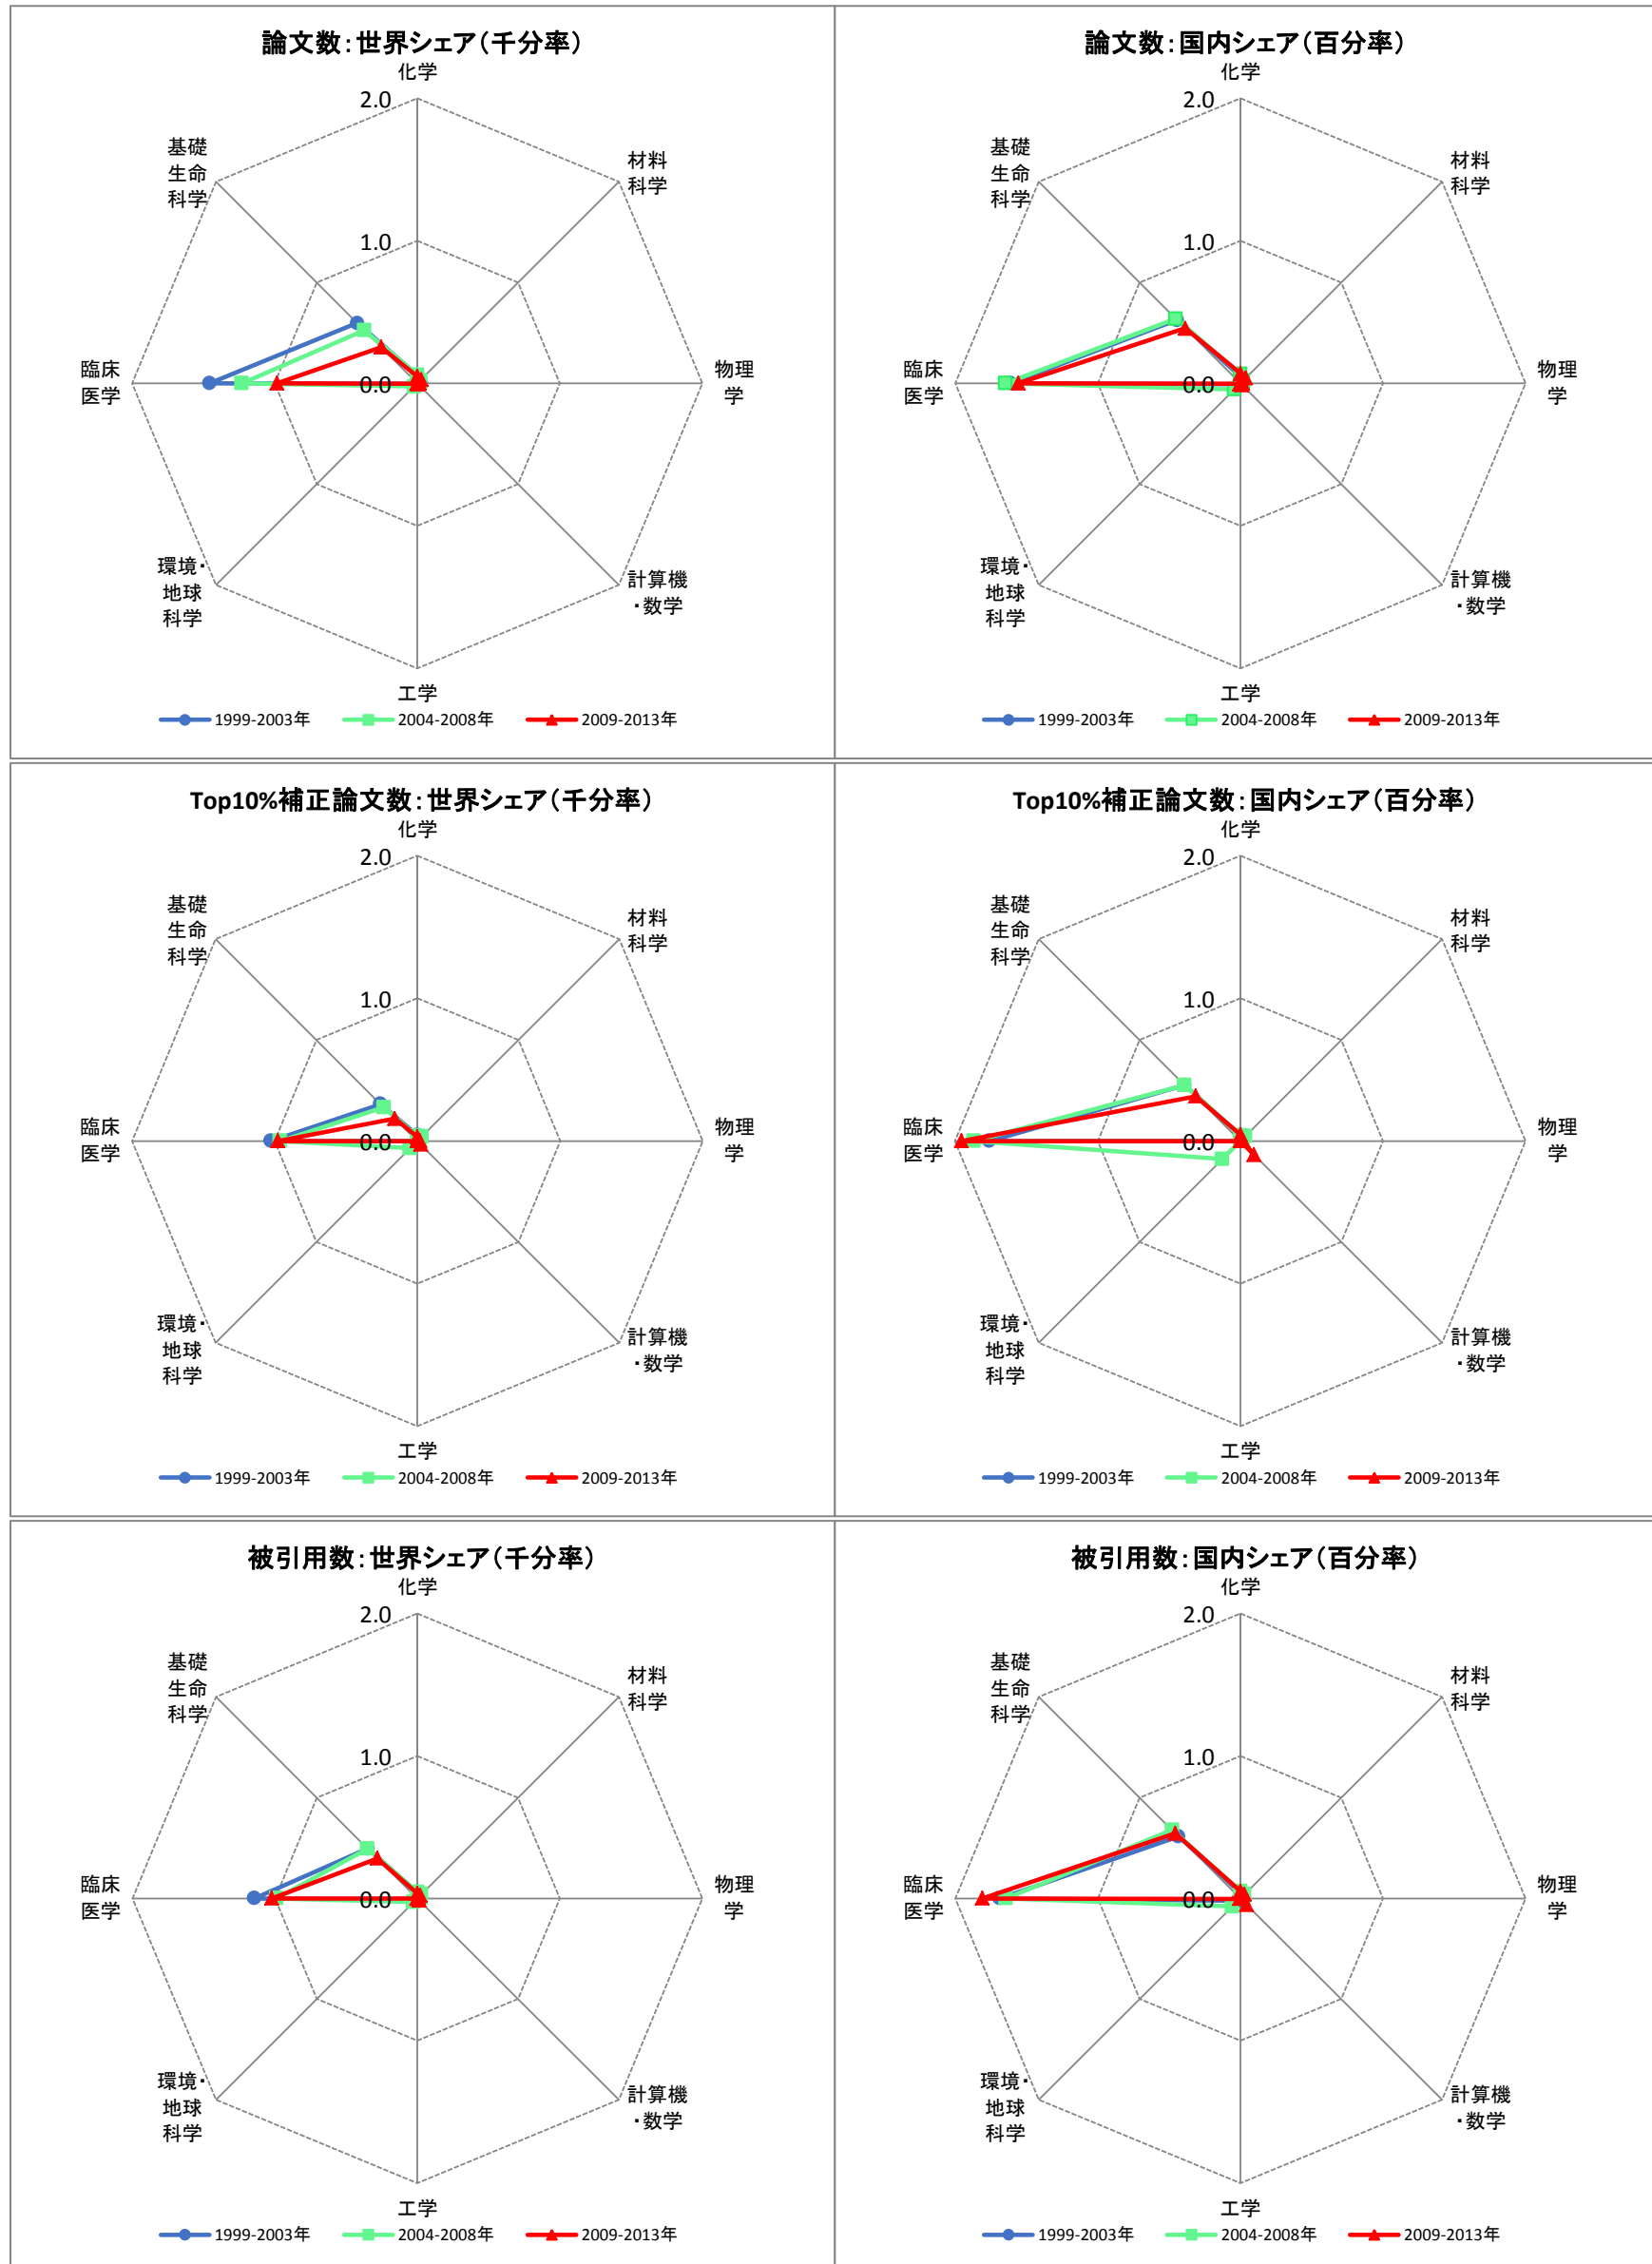 論文数：世界シェア（千分率）
化学
2.0
基礎
生命
科学
材料
科学
1.0
臨床
医学
0.0
物理
学
環境・
地球
科学
計算機
・数学
工学
1999-2003年 2004-2008年 2009-2013年
論文数：国内シェア（百分率）
化学
2.0
基礎
生命
科学
材料
科学
1.0
臨床
医学
0.0
物理
学
環境・
地球
科学
計算機
・数学
工学
1999-2003年 2004-2008年 2009-2013年
Top10%補正論文数：世界シェア（千分率）
化学
2.0
基礎
生命
科学
材料
科学
1.0
臨床
医学
0.0
物理
学
環境・
地球
科学
計算機
・数学
工学
1999-2003年 2004-2008年 2009-2013年
Top10%補正論文数：国内シェア（百分率）
化学
2.0
基礎
生命
科学
材料
科学
1.0
臨床
医学
0.0
物理
学
環境・
地球
科学
計算機
・数学
工学
1999-2003年 2004-2008年 2009-2013年
被引用数：世界シェア（千分率）
化学
2.0
基礎
生命
科学
材料
科学
1.0
臨床
医学
0.0
物理
学
環境・
地球
科学
計算機
・数学
工学
1999-2003年 2004-2008年 2009-2013年
被引用数：国内シェア（百分率）
化学
2.0
基礎
生命
科学
材料
科学
1.0
臨床
医学
0.0
物理
学
環境・
地球
科学
計算機
・数学
工学
1999-2003年 2004-2008年 2009-2013年